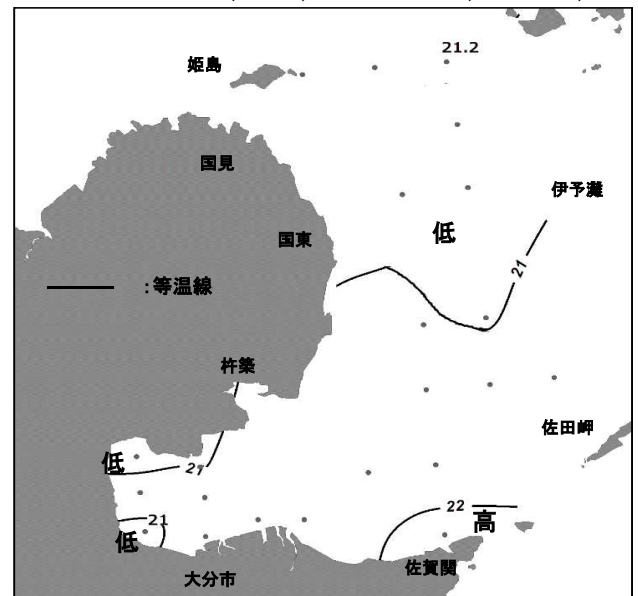 21.2
姫島
国見
伊予灘
国東
低
21
:等温線
杵築
佐田岬
低
21
22
21
高
低
佐賀関
大分市